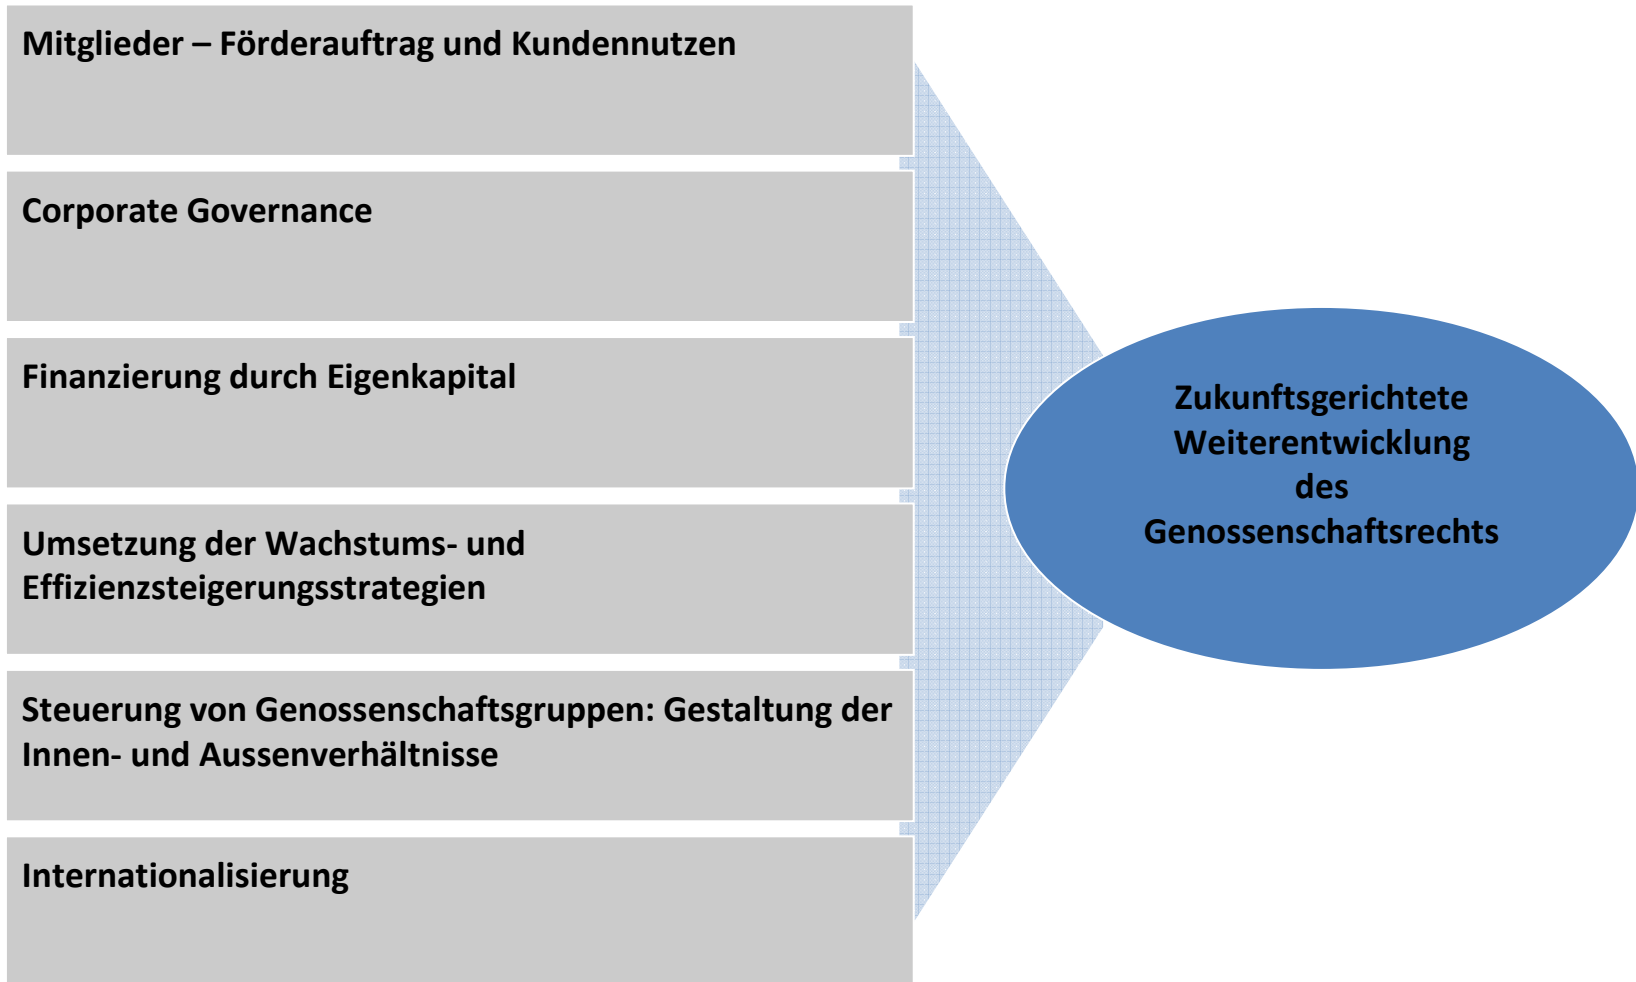 Mitglieder – Förderauftrag und Kundennutzen
Corporate Governance
Finanzierung durch Eigenkapital
Umsetzung der Wachstums- und
Effizienzsteigerungsstrategien
Steuerung von Genossenschaftsgruppen: Gestaltung der
Innen- und Aussenverhältnisse
Internationalisierung
Zukunftsgerichtete
Weiterentwicklung
des
Genossenschaftsrechts